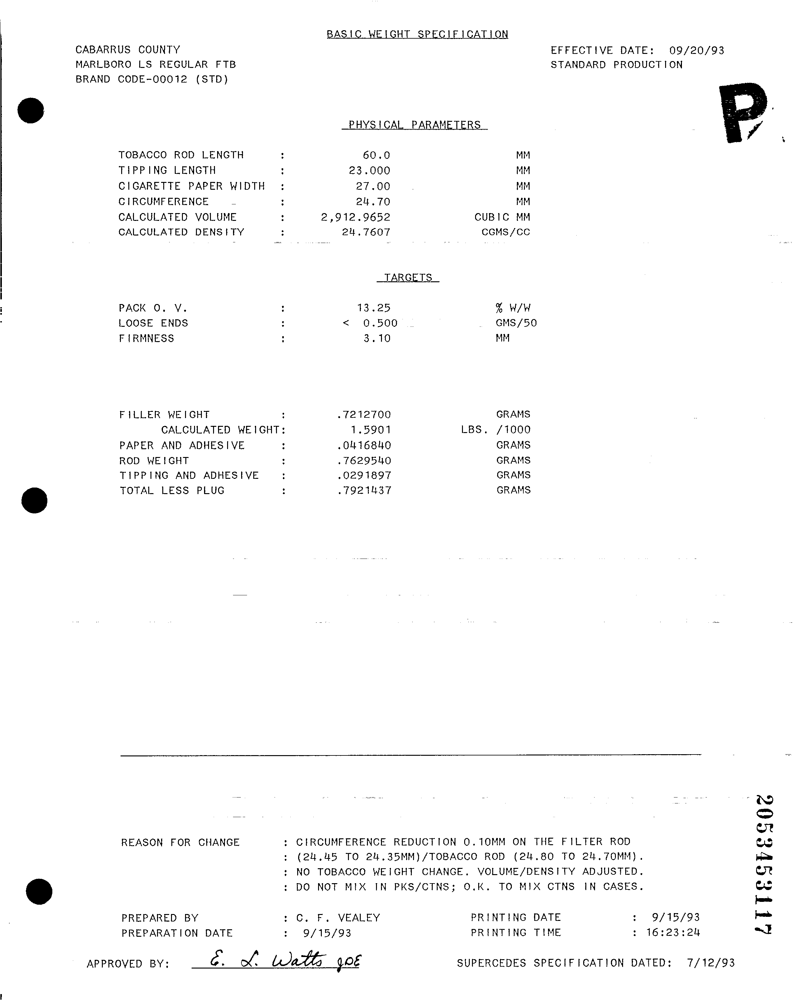 BASIC WEIGHT SPECIFICATION
CABARRUS COUNTY EFFECTIVE DATE: 09/20/93
MARLBORO LS REGULAR FTB STANDARD PRODUCTION
BRAND CODE-00012 (STD)
P
PHYSICAL PARAMETERS
TOBACCO ROD LENGTH : 60.0 MM
TIPPING LENGTH : 23.000 MM
CIGARETTE PAPER WIDTH : 27.00 MM
CIRCUMFERENCE : 24.70 MM
CALCULATED VOLUME : 2,912.9652 CUBIC MM
CALCULATED DENSITY : 24.7607 CGMS/CC
TARGETS
PACK O. V. : 13.25 % W/W
LOOSE ENDS : < 0.500 GMS/50
FIRMNESS : 3.10 MM
FILLER WEIGHT : .7212700 GRAMS
CALCULATED WEIGHT: 1.5901 LBS. /1000
PAPER AND ADHESIVE : .0416840 GRAMS
ROD WEIGHT : .7629540 GRAMS
TIPPING AND ADHESIVE : .0291897 GRAMS
TOTAL LESS PLUG : .7921437 GRAMS
REASON FOR CHANGE : CIRCUMFERENCE REDUCTION 0.10MM ON THE FILTER ROD
: (24.45 TO 24.35MM)/TOBACCO ROD (24.80 TO 24.70MM).
: NO TOBACCO WEIGHT CHANGE. VOLUME/DENSITY ADJUSTED.
: DO NOT MIX IN PKS/CTNS; O.K. TO MIX CTNS IN CASES.
PREPARED BY : C. F. VEALEY PRINTING DATE : 9/15/93
PREPARATION DATE : 9/15/93 PRINTING TIME : 16:23:24
APPROVED BY: E. L. Watts SUPERCEDES SPECIFICATION DATED: 7/12/93
2053453117